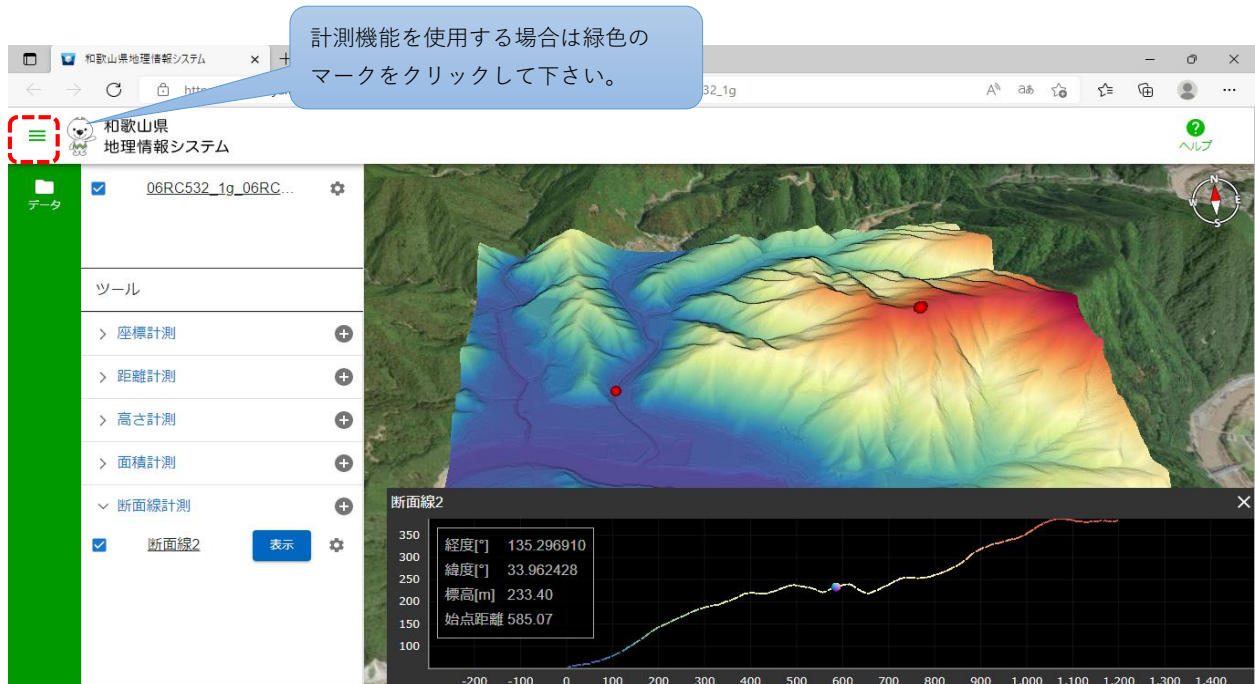 計測機能を使用する場合は緑色の
マークをクリックして下さい。
和歌山県地理情報システム
32_1g
和歌山県
地理情報システム
ヘルプ
データ
06RC532_1g_06RC...
ツール
座標計測
距離計測
高さ計測
面積計測
断面線計測
断面線2
表示
N
W
E
S
断面線2
経度[°] 135.296910
緯度[°] 33.962428
標高[m] 233.40
始点距離 585.07
350
300
250
200
150
100
-200 -100 0 100 200 300 400 500 600 700 800 900 1,000 1,100 1,200 1,300 1,400